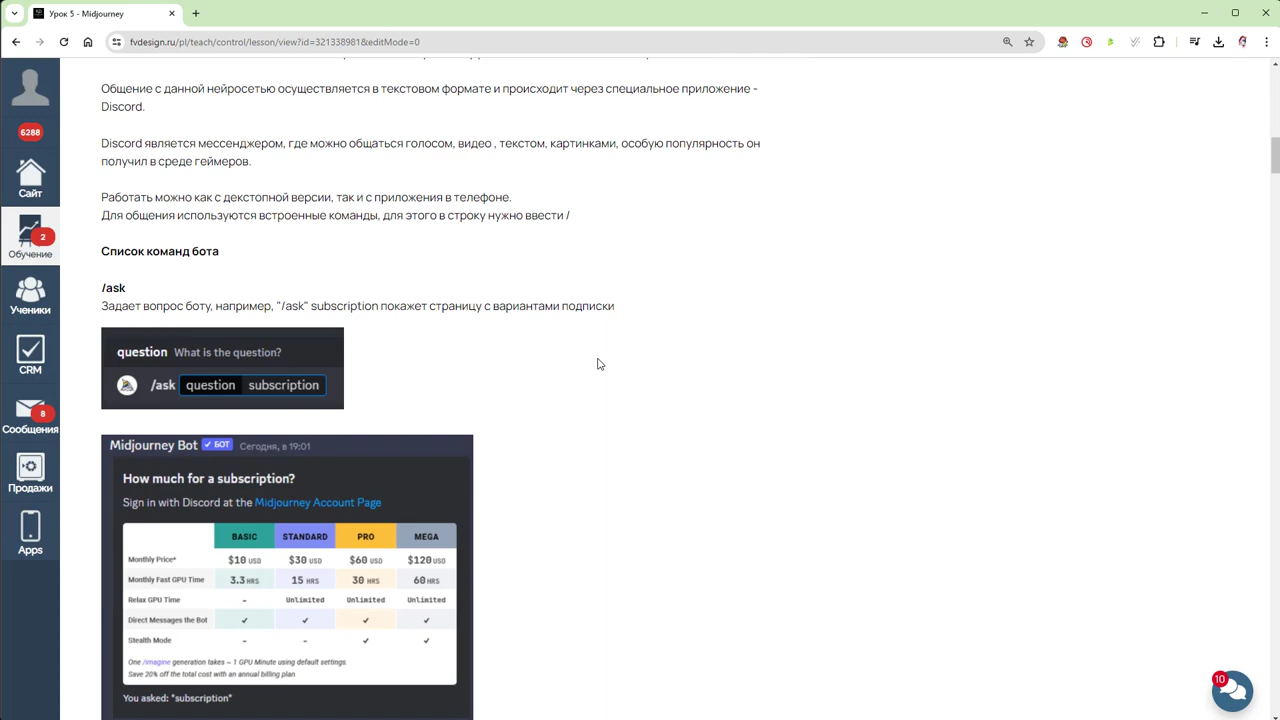 Урок 5 - Midjourney
fvdesign.ru/pl/teach/control/lesson/view?id=321338981&editMode=0
6288
Сайт
2
Обучение
Ученики
CRM
8
Сообщения
Продажи
Apps
Общение с данной нейросетью осуществляется в текстовом формате и происходит через специальное приложение -
Discord.
Discord является мессенджером, где можно общаться голосом, видео , текстом, картинками, особую популярность он
получил в среде геймеров.
Работать можно как с декстопной версии, так и с приложения в телефоне.
Для общения используются встроенные команды, для этого в строку нужно ввести /
Список команд бота
/ask
Задает вопрос боту, например, "/ask" subscription покажет страницу с вариантами подписки
question What is the question?
/ask question subscription
Midjourney Bot ✓ БОТ Сегодня, в 19:01
How much for a subscription?
Sign in with Discord at the Midjourney Account Page
BASIC STANDARD PRO MEGA
Monthly Price* $10 USD $30 USD $60 USD $120 USD
Monthly Fast GPU Time 3.3 HRS 15 HRS 30 HRS 60 HRS
Relax GPU Time - Unlimited Unlimited Unlimited
Direct Messages the Bot ✓ ✓ ✓ ✓
Stealth Mode - - ✓ ✓
One /imagine generation takes ~ 1 GPU Minute using default settings.
Save 20% off the total cost with an annual billing plan
You asked: "subscription"
10